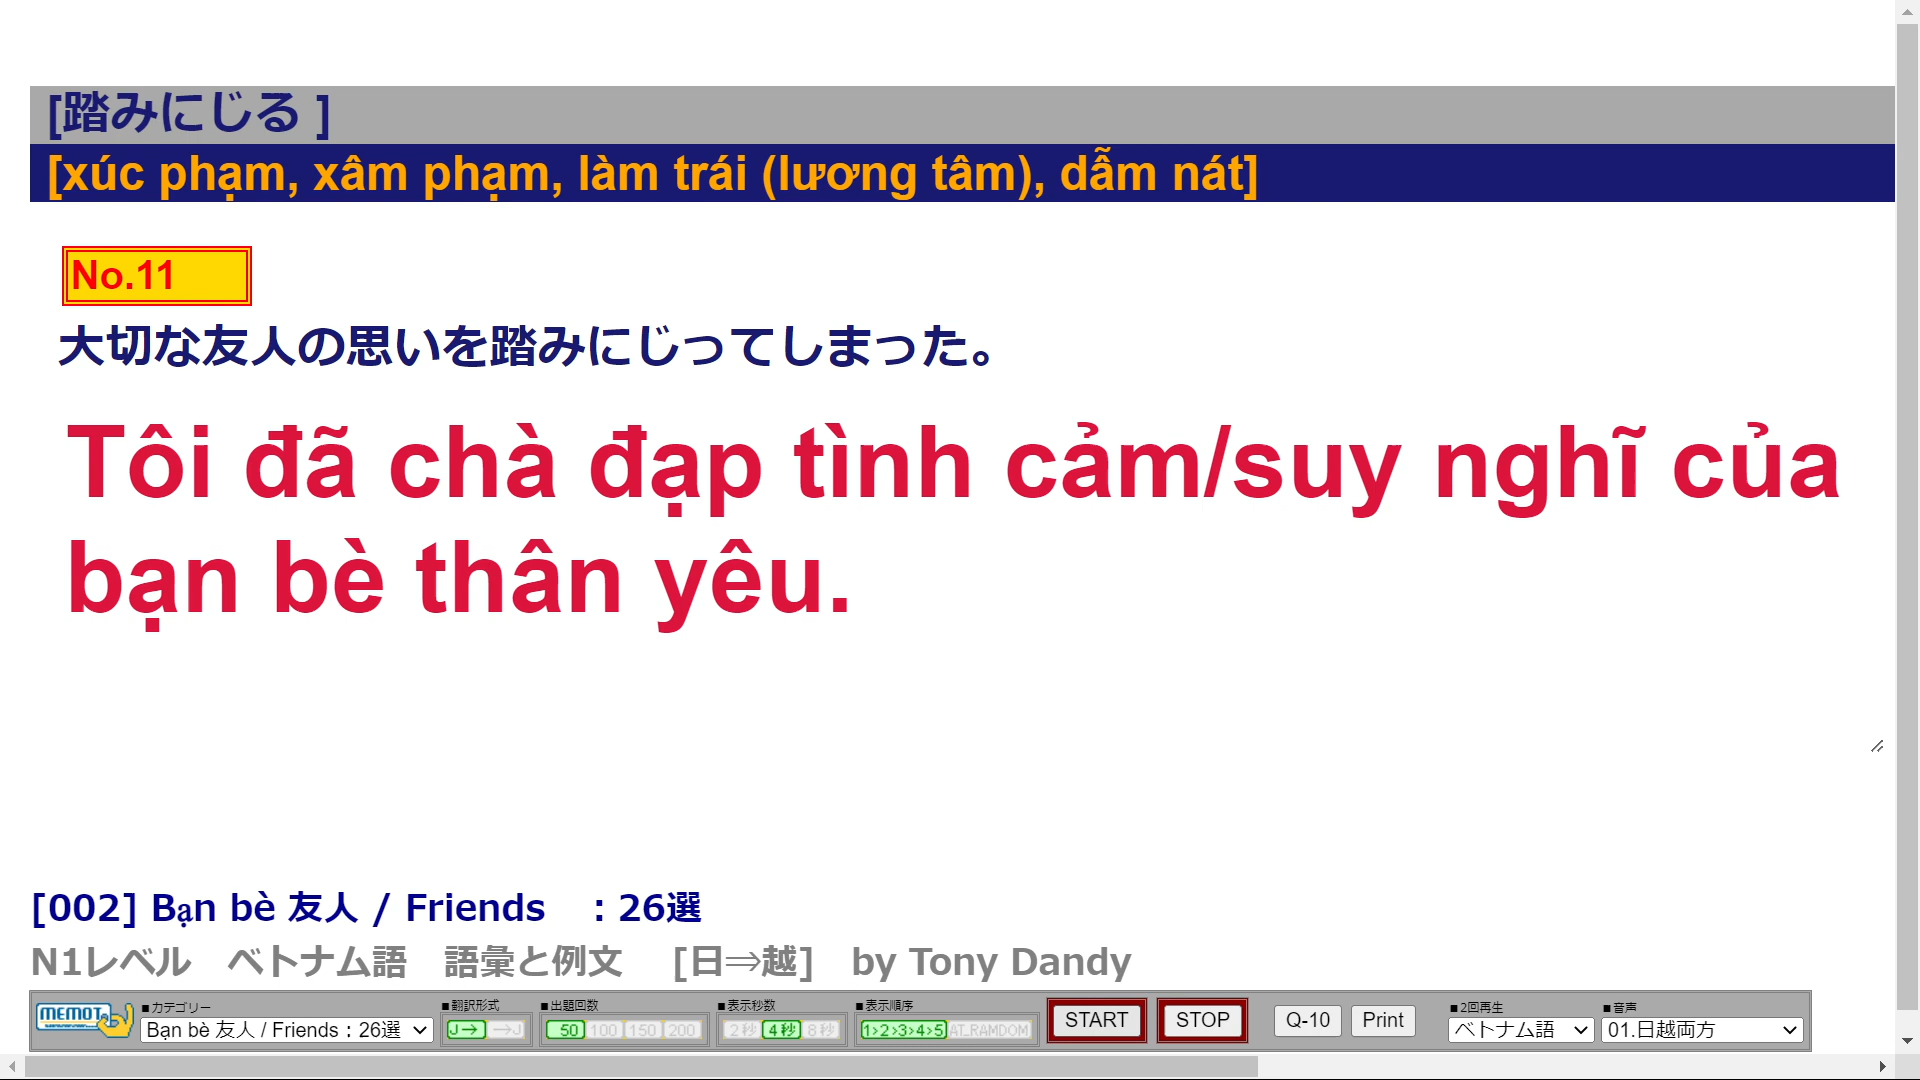 [踏みにじる ]
[xúc phạm, xâm phạm, làm trái (lương tâm), dẫm nát]
No.11
大切な友人の思いを踏みにじってしまった。
Tôi đã chà đạp tình cảm/suy nghĩ của
bạn bè thân yêu.
[002] Bạn bè 友人 / Friends   : 26選
N1レベル　ベトナム語　語彙と例文　 [日⇒越]　by Tony Dandy
■カテゴリー ■翻訳形式 ■出題回数 ■表示秒数 ■表示順序 ■2回再生 ■音声
MEMOT Bạn bè 友人 / Friends : 26選 J→ →J 50 100 150 200 2秒 4秒 8秒 1>2>3>4>5 AT_RAMDOM START STOP Q-10 Print ベトナム語 01.日越両方